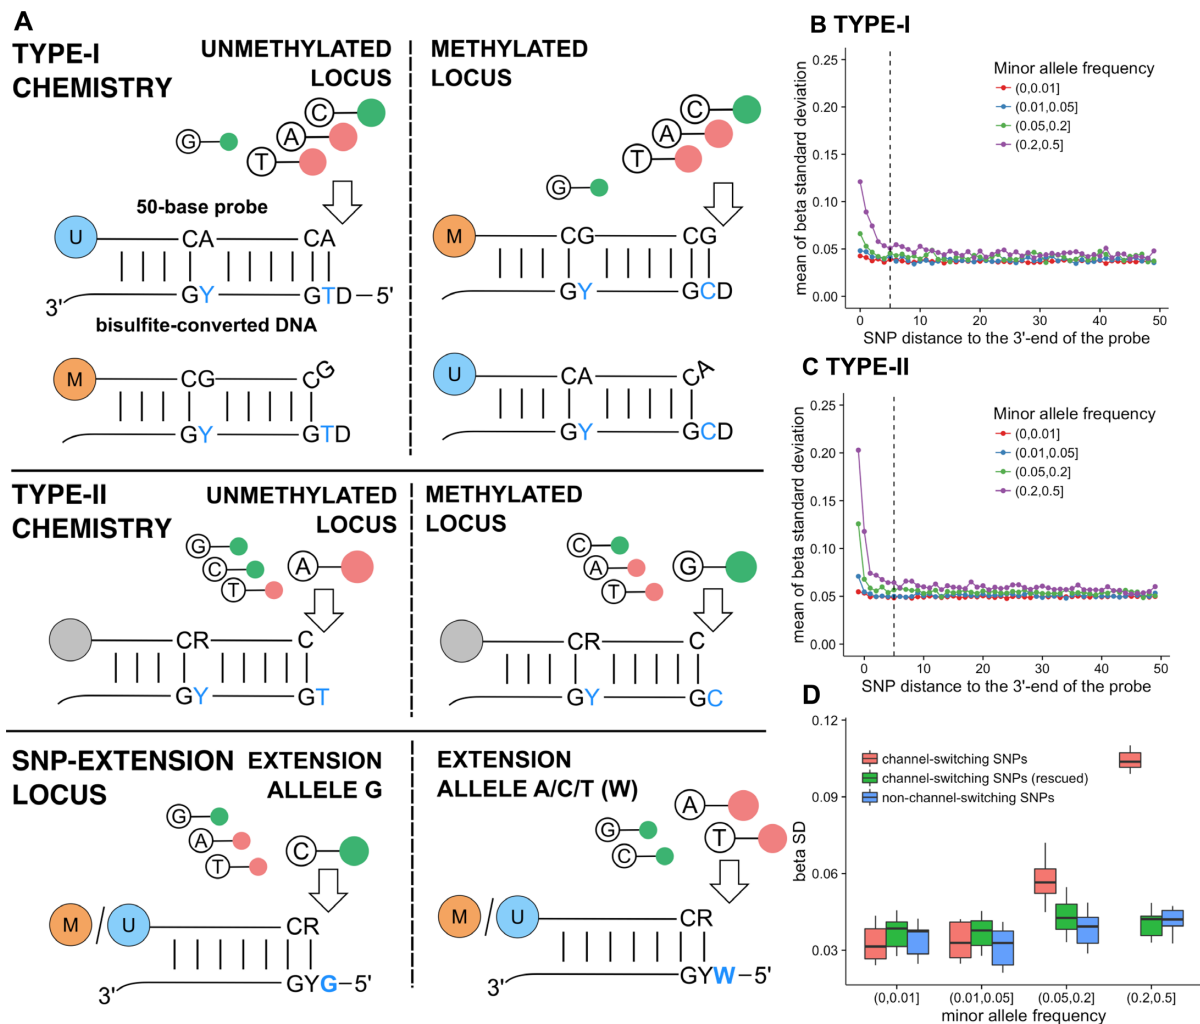 A
TYPE-I
CHEMISTRY
UNMETHYLATED
LOCUS
METHYLATED
LOCUS
C
G
A
T
C
A
T
G
50-base probe
U
CA
CA
GY
GTD
3'
5'
bisulfite-converted DNA
M
CG
CG
GY
GCD
M
CG
CG
GY
GTD
U
CA
CA
GY
GCD
TYPE-II
CHEMISTRY
UNMETHYLATED
LOCUS
METHYLATED
LOCUS
G
C
T
A
C
A
T
G
CR
C
GY
GT
CR
C
GY
GC
SNP-EXTENSION
LOCUS
EXTENSION
ALLELE G
EXTENSION
ALLELE A/C/T (W)
G
A
T
C
G
C
A
T
M / U
CR
GYG
3'
5'
M / U
CR
GYW
3'
5'
B TYPE-I
mean of beta standard deviation
0.25
0.20
0.15
0.10
0.05
0.00
Minor allele frequency
(0,0.01]
(0.01,0.05]
(0.05,0.2]
(0.2,0.5]
0 10 20 30 40 50
SNP distance to the 3'-end of the probe
C TYPE-II
mean of beta standard deviation
0.25
0.20
0.15
0.10
0.05
0.00
Minor allele frequency
(0,0.01]
(0.01,0.05]
(0.05,0.2]
(0.2,0.5]
0 10 20 30 40 50
SNP distance to the 3'-end of the probe
D
beta SD
0.12
0.09
0.06
0.03
channel-switching SNPs
channel-switching SNPs (rescued)
non-channel-switching SNPs
(0,0.01] (0.01,0.05] (0.05,0.2] (0.2,0.5]
minor allele frequency